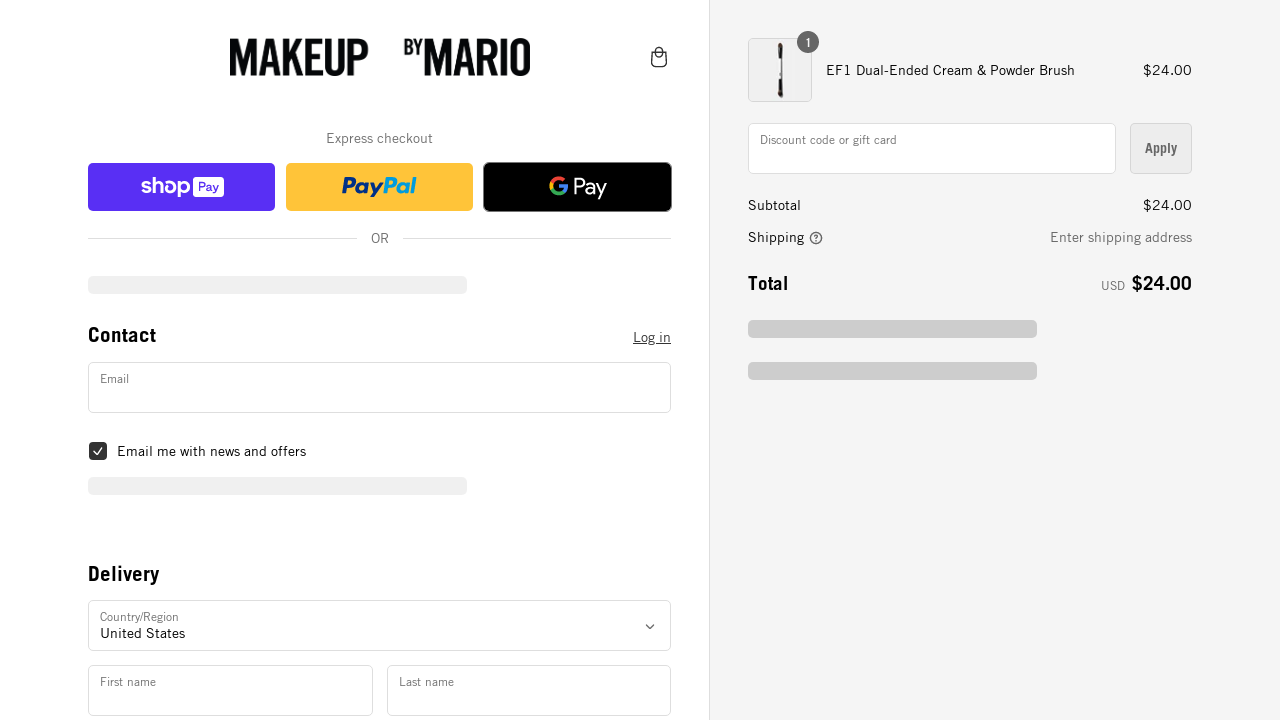 MAKEUP BY MARIO
Express checkout
shop Pay
PayPal
G Pay
OR
Contact
Log in
Email
Email me with news and offers
Delivery
Country/Region
United States
First name
Last name
1
EF1 Dual-Ended Cream & Powder Brush
$24.00
Discount code or gift card
Apply
Subtotal
$24.00
Shipping
Enter shipping address
Total
USD $24.00